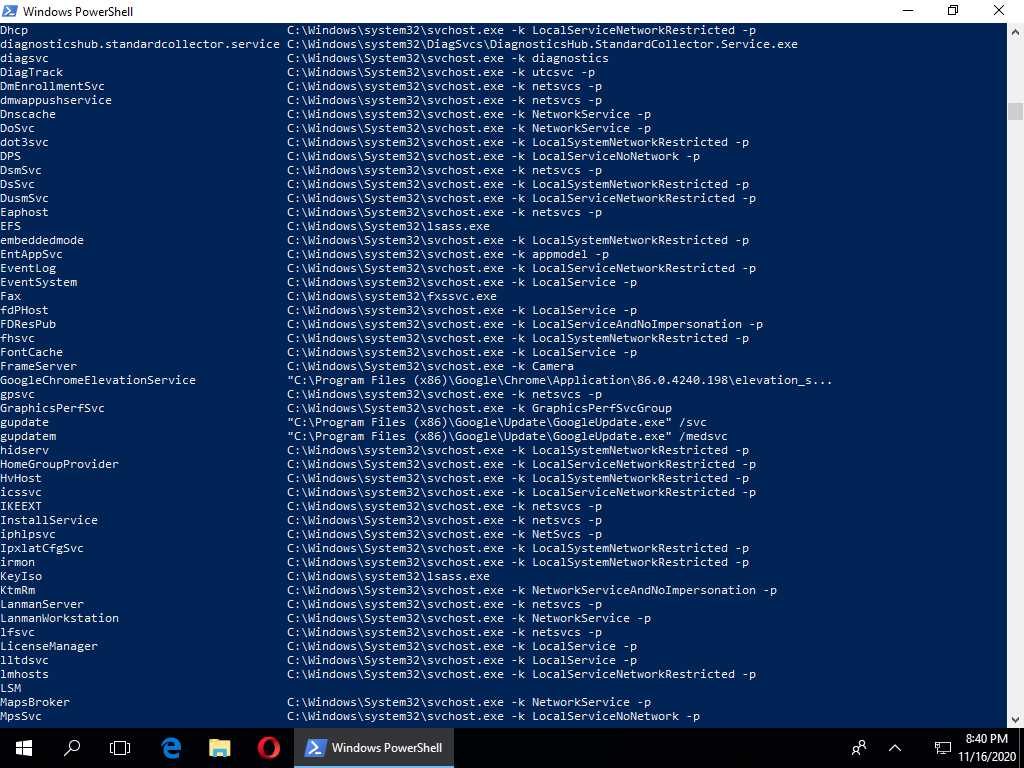 Windows PowerShell
Dhcp C:\Windows\system32\svchost.exe -k LocalServiceNetworkRestricted -p
diagnosticshub.standardcollector.service C:\Windows\system32\DiagSvcs\DiagnosticsHub.StandardCollector.Service.exe
diagsvc C:\Windows\System32\svchost.exe -k diagnostics
DiagTrack C:\Windows\System32\svchost.exe -k utcsvc -p
DmEnrollmentSvc C:\Windows\system32\svchost.exe -k netsvcs -p
dmwappushservice C:\Windows\system32\svchost.exe -k netsvcs -p
Dnscache C:\Windows\system32\svchost.exe -k NetworkService -p
DoSvc C:\Windows\System32\svchost.exe -k NetworkService -p
dot3svc C:\Windows\system32\svchost.exe -k LocalSystemNetworkRestricted -p
DPS C:\Windows\System32\svchost.exe -k LocalServiceNoNetwork -p
DsmSvc C:\Windows\system32\svchost.exe -k netsvcs -p
DsSvc C:\Windows\System32\svchost.exe -k LocalSystemNetworkRestricted -p
DusmSvc C:\Windows\System32\svchost.exe -k LocalServiceNetworkRestricted -p
Eaphost C:\Windows\System32\svchost.exe -k netsvcs -p
EFS C:\Windows\System32\lsass.exe
embeddedmode C:\Windows\System32\svchost.exe -k LocalSystemNetworkRestricted -p
EntAppSvc C:\Windows\system32\svchost.exe -k appmodel -p
EventLog C:\Windows\System32\svchost.exe -k LocalServiceNetworkRestricted -p
EventSystem C:\Windows\system32\svchost.exe -k LocalService -p
Fax C:\Windows\system32\fxssvc.exe
fdPHost C:\Windows\system32\svchost.exe -k LocalService -p
FDResPub C:\Windows\system32\svchost.exe -k LocalServiceAndNoImpersonation -p
fhsvc C:\Windows\system32\svchost.exe -k LocalSystemNetworkRestricted -p
FontCache C:\Windows\system32\svchost.exe -k LocalService -p
FrameServer C:\Windows\System32\svchost.exe -k Camera
GoogleChromeElevationService "C:\Program Files (x86)\Google\Chrome\Application\86.0.4240.198\elevation_s...
gpsvc C:\Windows\system32\svchost.exe -k netsvcs -p
GraphicsPerfSvc C:\Windows\System32\svchost.exe -k GraphicsPerfSvcGroup
gupdate "C:\Program Files (x86)\Google\Update\GoogleUpdate.exe" /svc
gupdatem "C:\Program Files (x86)\Google\Update\GoogleUpdate.exe" /medsvc
hidserv C:\Windows\system32\svchost.exe -k LocalSystemNetworkRestricted -p
HomeGroupProvider C:\Windows\System32\svchost.exe -k LocalServiceNetworkRestricted -p
HvHost C:\Windows\system32\svchost.exe -k LocalSystemNetworkRestricted -p
icssvc C:\Windows\system32\svchost.exe -k LocalServiceNetworkRestricted -p
IKEEXT C:\Windows\system32\svchost.exe -k netsvcs -p
InstallService C:\Windows\System32\svchost.exe -k netsvcs -p
iphlpsvc C:\Windows\System32\svchost.exe -k NetSvcs -p
IpxlatCfgSvc C:\Windows\System32\svchost.exe -k LocalSystemNetworkRestricted -p
irmon C:\Windows\System32\svchost.exe -k LocalSystemNetworkRestricted -p
KeyIso C:\Windows\system32\lsass.exe
KtmRm C:\Windows\System32\svchost.exe -k NetworkServiceAndNoImpersonation -p
LanmanServer C:\Windows\system32\svchost.exe -k netsvcs -p
LanmanWorkstation C:\Windows\System32\svchost.exe -k NetworkService -p
lfsvc C:\Windows\system32\svchost.exe -k netsvcs -p
LicenseManager C:\Windows\System32\svchost.exe -k LocalService -p
lltdsvc C:\Windows\System32\svchost.exe -k LocalService -p
lmhosts C:\Windows\system32\svchost.exe -k LocalServiceNetworkRestricted -p
LSM
MapsBroker C:\Windows\System32\svchost.exe -k NetworkService -p
MpsSvc C:\Windows\system32\svchost.exe -k LocalServiceNoNetwork -p
Windows PowerShell
8:40 PM
11/16/2020